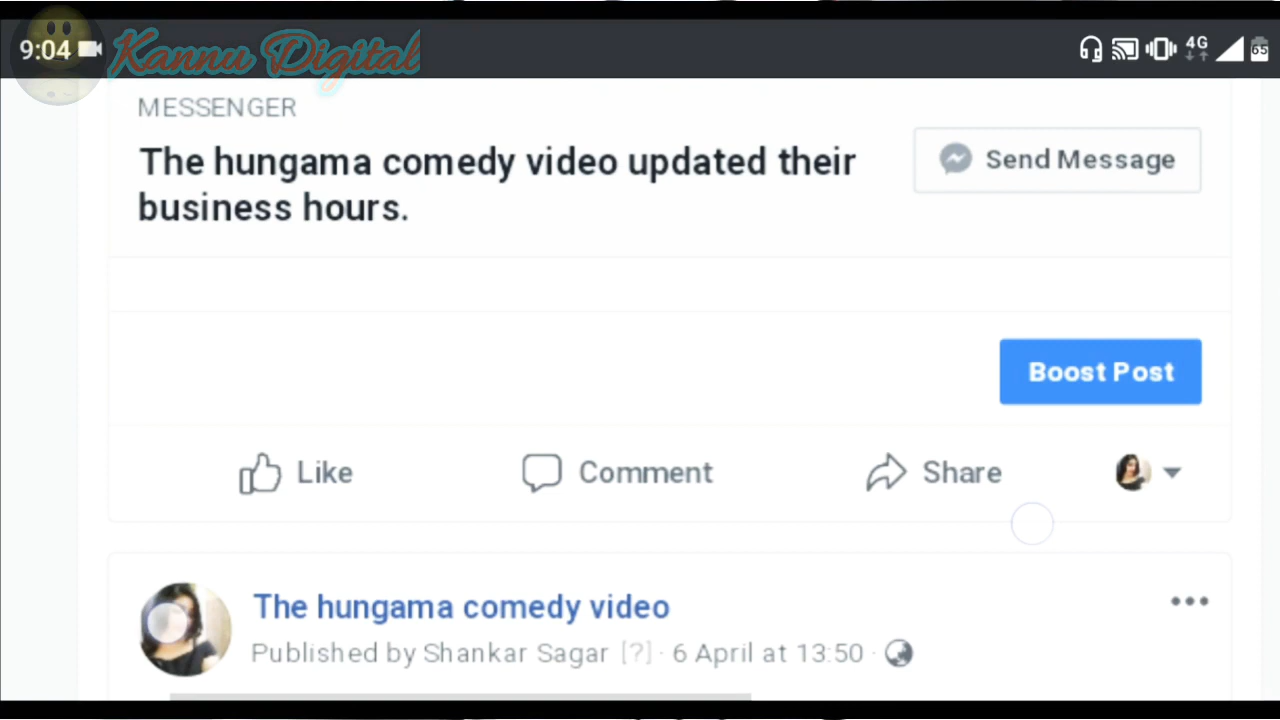 9:04
Kannu Digital
4G
65
MESSENGER
The hungama comedy video updated their
business hours.
Send Message
Boost Post
Like
Comment
Share
The hungama comedy video
Published by Shankar Sagar [?] · 6 April at 13:50 ·